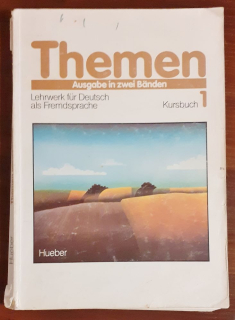 Themen
Ausgabe in zwei Bänden
Lehrwerk für Deutsch
als Fremdsprache
Kursbuch 1
Hueber